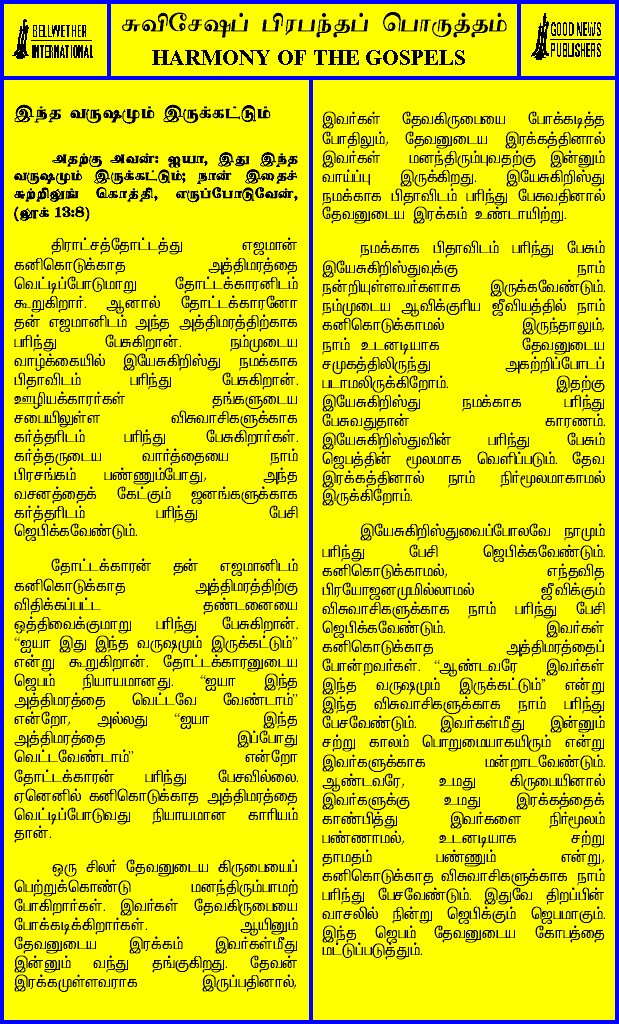 BELLWETHER
INTERNATIONAL
சுவிசேஷப் பிரபந்தப் பொருத்தம்
HARMONY OF THE GOSPELS
GOOD NEWS
PUBLISHERS
இந்த வருஷமும் இருக்கட்டும்
அதற்கு அவன்: ஐயா, இது இந்த
வருஷமும் இருக்கட்டும்; நான் இதைச்
சுற்றிலுங் கொத்தி, எருப்போடுவேன்,
(லூக் 13:8)
திராட்சத்தோட்டத்து எஜமான்
கனிகொடுக்காத அத்திமரத்தை
வெட்டிப்போடுமாறு தோட்டக்காரனிடம்
கூறுகிறார். ஆனால் தோட்டக்காரனோ
தன் எஜமானிடம் அந்த அத்திமரத்திற்காக
பரிந்து பேசுகிறான். நம்முடைய
வாழ்க்கையில் இயேசுகிறிஸ்து நமக்காக
பிதாவிடம் பரிந்து பேசுகிறான்.
ஊழியக்காரர்கள் தங்களுடைய
சபையிலுள்ள விசுவாசிகளுக்காக
கர்த்தரிடம் பரிந்து பேசுகிறார்கள்.
கர்த்தருடைய வார்த்தையை நாம்
பிரசங்கம் பண்ணும்போது, அந்த
வசனத்தைக் கேட்கும் ஜனங்களுக்காக
கர்த்தரிடம் பரிந்து பேசி
ஜெபிக்கவேண்டும்.
தோட்டக்காரன் தன் எஜமானிடம்
கனிகொடுக்காத அத்திமரத்திற்கு
விதிக்கப்பட்ட தண்டனையை
ஒத்திவைக்குமாறு பரிந்து பேசுகிறான்.
“ஐயா இது இந்த வருஷமும் இருக்கட்டும்”
என்று கூறுகிறான். தோட்டக்காரனுடைய
ஜெபம் நியாயமானது. “ஐயா இந்த
அத்திமரத்தை வெட்டவே வேண்டாம்”
என்றோ, அல்லது “ஐயா இந்த
அத்திமரத்தை இப்போது
வெட்டவேண்டாம்” என்றோ
தோட்டக்காரன் பரிந்து பேசவில்லை.
ஏனெனில் கனிகொடுக்காத அத்திமரத்தை
வெட்டிப்போடுவது நியாயமான காரியம்
தான்.
ஒரு சிலர் தேவனுடைய கிருபையைப்
பெற்றுக்கொண்டு மனந்திரும்பாமற்
போகிறார்கள். இவர்கள் தேவகிருபையை
போக்கடிக்கிறார்கள். ஆயினும்
தேவனுடைய இரக்கம் இவர்கள்மீது
இன்னும் வந்து தங்குகிறது. தேவன்
இரக்கமுள்ளவராக இருப்பதினால்,
இவர்கள் தேவகிருபையை போக்கடித்த
போதிலும், தேவனுடைய இரக்கத்தினால்
இவர்கள் மனந்திரும்புவதற்கு இன்னும்
வாய்ப்பு இருக்கிறது. இயேசுகிறிஸ்து
நமக்காக பிதாவிடம் பரிந்து பேசுவதினால்
தேவனுடைய இரக்கம் உண்டாயிற்று.
நமக்காக பிதாவிடம் பரிந்து பேசும்
இயேசுகிறிஸ்துவுக்கு நாம்
நன்றியுள்ளவர்களாக இருக்கவேண்டும்.
நம்முடைய ஆவிக்குரிய ஜீவியத்தில் நாம்
கனிகொடுக்காமல் இருந்தாலும்,
நாம் உடனடியாக தேவனுடைய
சமுகத்திலிருந்து அகற்றிப்போடப்
படாமலிருக்கிறோம். இதற்கு
இயேசுகிறிஸ்து நமக்காக பரிந்து
பேசுவதுதான் காரணம்.
இயேசுகிறிஸ்துவின் பரிந்து பேசும்
ஜெபத்தின் மூலமாக வெளிப்படும். தேவ
இரக்கத்தினால் நாம் நிர்மூலமாகாமல்
இருக்கிறோம்.
இயேசுகிறிஸ்துவைப்போலவே நாமும்
பரிந்து பேசி ஜெபிக்கவேண்டும்.
கனிகொடுக்காமல், எந்தவித
பிரயோஜனமுமில்லாமல் ஜீவிக்கும்
விசுவாசிகளுக்காக நாம் பரிந்து பேசி
ஜெபிக்கவேண்டும். இவர்கள்
கனிகொடுக்காத அத்திமரத்தைப்
போன்றவர்கள். “ஆண்டவரே இவர்கள்
இந்த வருஷமும் இருக்கட்டும்” என்று
இந்த விசுவாசிகளுக்காக நாம் பரிந்து
பேசவேண்டும். இவர்கள்மீது இன்னும்
சற்று காலம் பொறுமையாகயிரும் என்று
இவர்களுக்காக மன்றாடவேண்டும்.
ஆண்டவரே, உமது கிருபையினால்
இவர்களுக்கு உமது இரக்கத்தைக்
காண்பித்து இவர்களை நிர்மூலம்
பண்ணாமல், உடனடியாக சற்று
தாமதம் பண்ணும் என்று,
கனிகொடுக்காத விசுவாசிகளுக்காக நாம்
பரிந்து பேசவேண்டும். இதுவே திறப்பின்
வாசலில் நின்று ஜெபிக்கும் ஜெபமாகும்.
இந்த ஜெபம் தேவனுடைய கோபத்தை
மட்டுப்படுத்தும்.